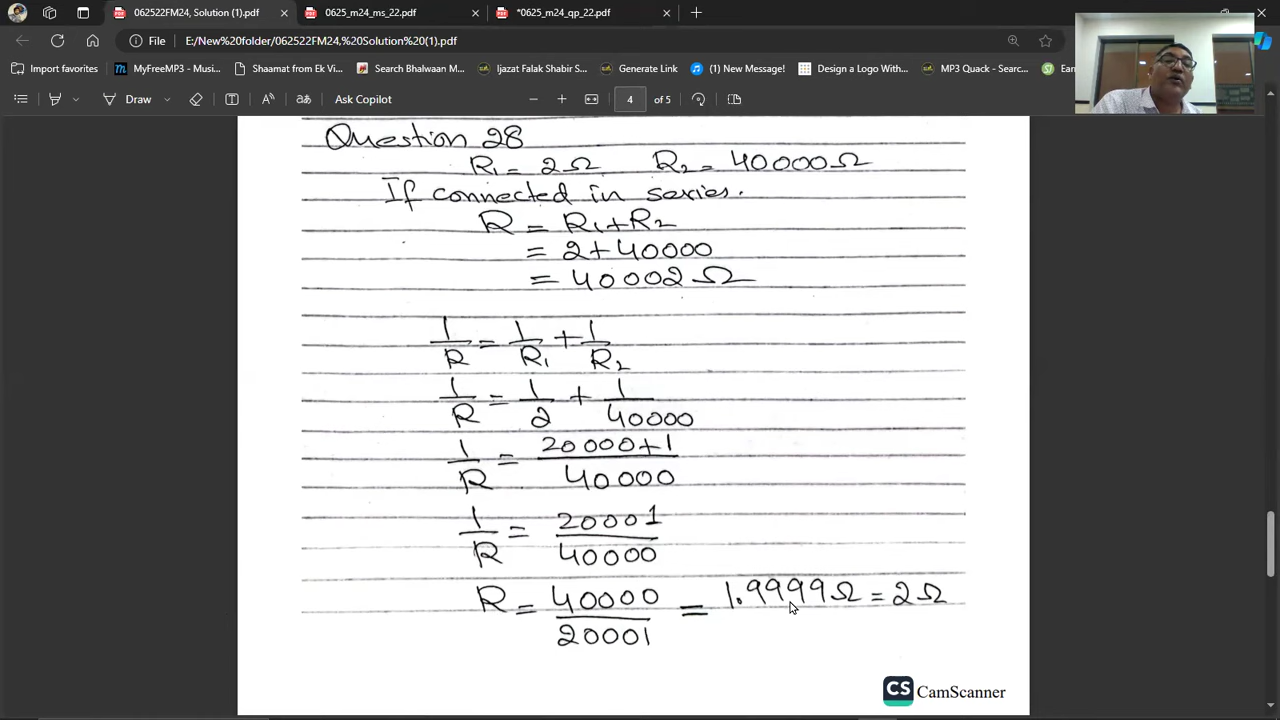 062522FM24, Solution (1).pdf
0625_m24_ms_22.pdf
*0625_m24_qp_22.pdf
File E:/New%20folder/062522FM24,%20Solution%20(1).pdf
Import favorites MyFreeMP3 - Musi... Shaamat from Ek Vi... Search Bhalwaan M... Ijazat Falak Shabir S... Generate Link (1) New Message! Design a Logo With... MP3 Quack - Searc... Ear
Draw Ask Copilot 4 of 5
Question 28
R₁ = 2Ω R₂ = 40000Ω
If connected in series.
R = R₁+R₂
= 2+40000
= 40002 Ω
1/R = 1/R₁ + 1/R₂
1/R = 1/2 + 1/40000
1/R = 20000+1/40000
1/R = 20001/40000
R = 40000/20001 = 1.9999Ω = 2Ω
CS CamScanner